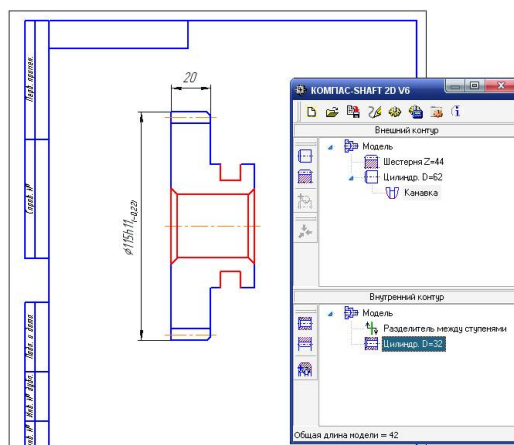 Перв. примен.
Справ. №
Подп. и дата
Инв. № дубл.
20
⌀115h11(-0,22)
КОМПАС-SHAFT 2D V6
Внешний контур
Модель
Шестерня Z=44
Цилиндр. D=62
Канавка
Внутренний контур
Модель
Разделитель между ступенями
Цилиндр. D=32
Общая длина модели = 42